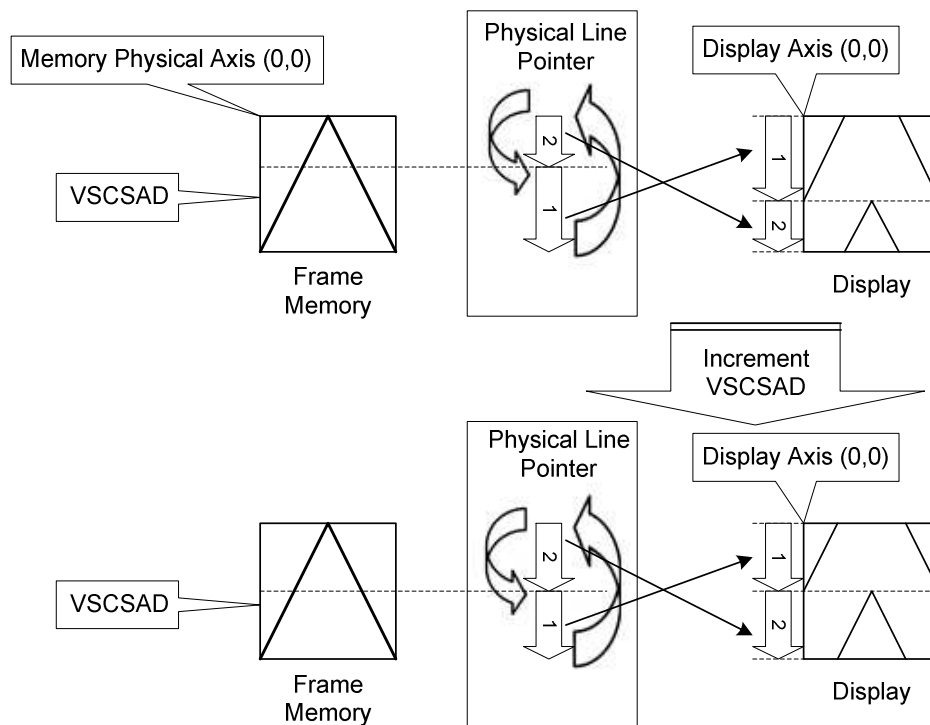 Physical Line
Pointer
Memory Physical Axis (0,0)
Display Axis (0,0)
2
1
1
2
VSCSAD
Frame
Memory
Display
Increment
VSCSAD
Physical Line
Pointer
Display Axis (0,0)
2
1
1
2
VSCSAD
Frame
Memory
Display